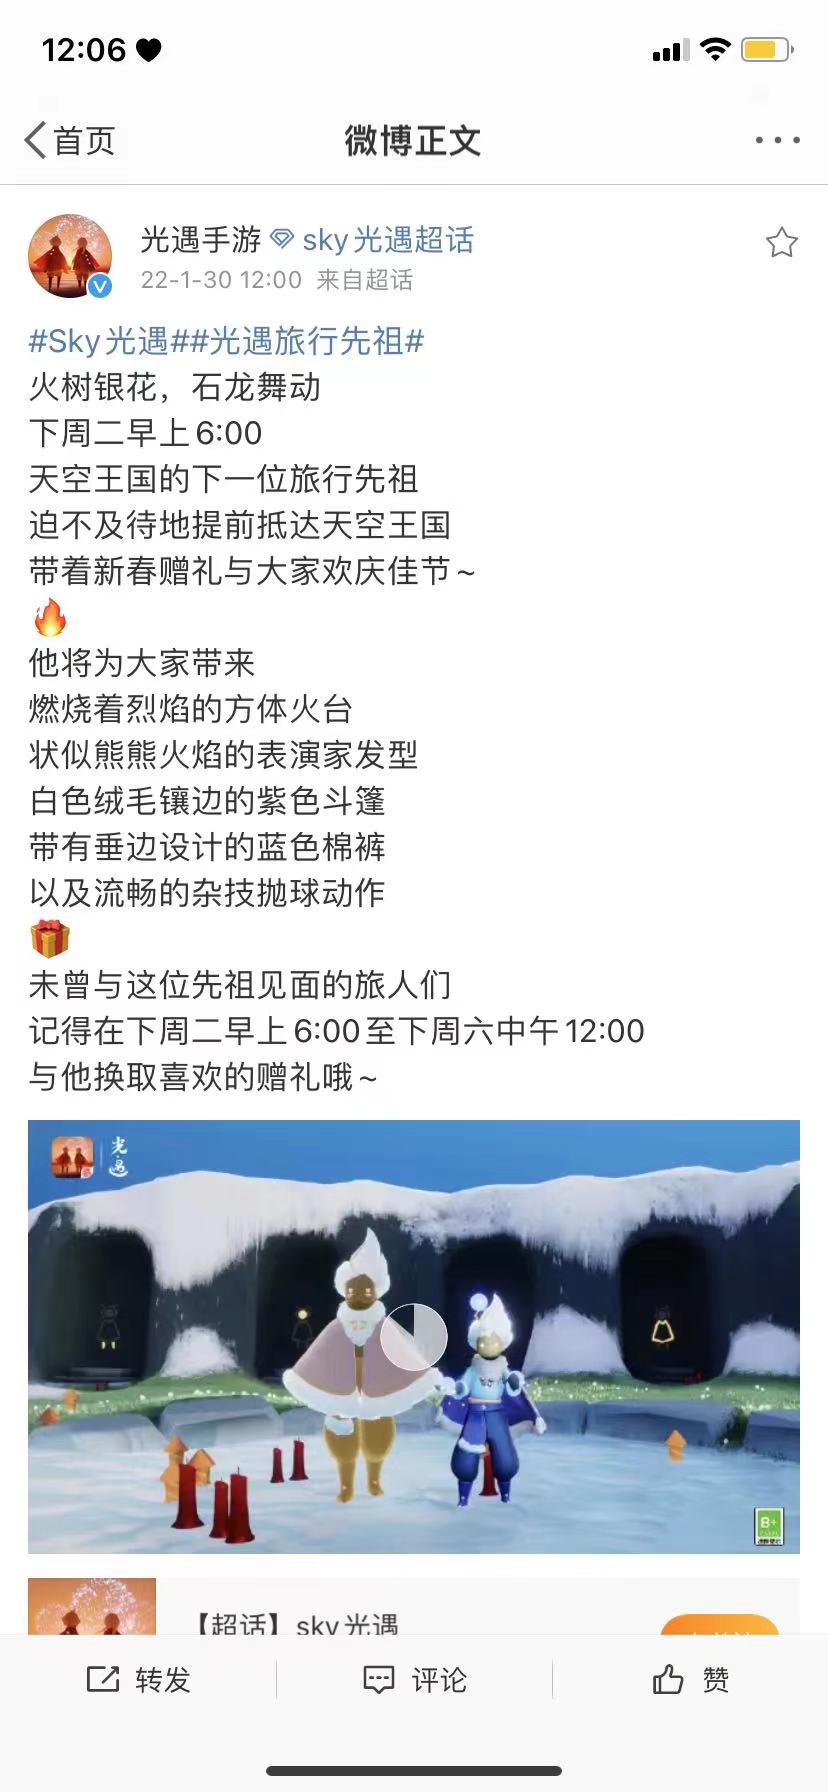 12:06
首页
微博正文
光遇手游 sky光遇超话
22-1-30 12:00 来自超话
#Sky光遇##光遇旅行先祖#
火树银花，石龙舞动
下周二早上6:00
天空王国的下一位旅行先祖
迫不及待地提前抵达天空王国
带着新春赠礼与大家欢庆佳节~
他将为大家带来
燃烧着烈焰的方体火台
状似熊熊火焰的表演家发型
白色绒毛镶边的紫色斗篷
带有垂边设计的蓝色棉裤
以及流畅的杂技抛球动作
未曾与这位先祖见面的旅人们
记得在下周二早上6:00至下周六中午12:00
与他换取喜欢的赠礼哦~
光遇
8+
【超话】sky光遇
转发
评论
赞